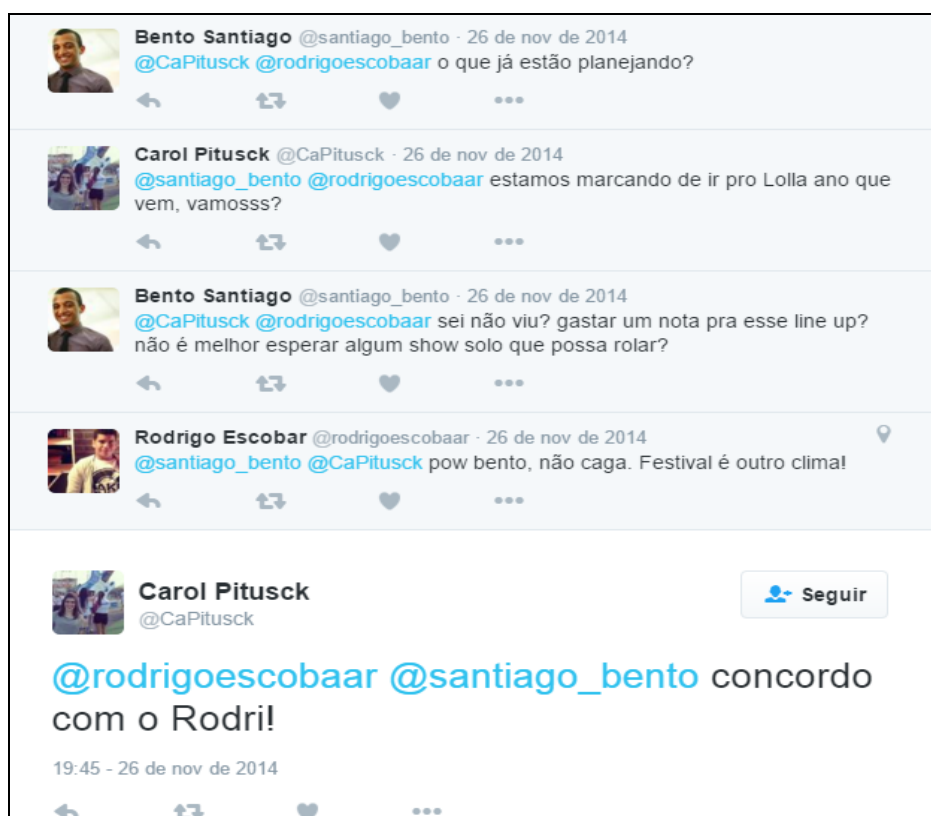 Bento Santiago @santiago_bento · 26 de nov de 2014
@CaPitusck @rodrigoescobaar o que já estão planejando?
Carol Pitusck @CaPitusck · 26 de nov de 2014
@santiago_bento @rodrigoescobaar estamos marcando de ir pro Lolla ano que
vem, vamosss?
Bento Santiago @santiago_bento · 26 de nov de 2014
@CaPitusck @rodrigoescobaar sei não viu? gastar um nota pra esse line up?
não é melhor esperar algum show solo que possa rolar?
Rodrigo Escobar @rodrigoescobaar · 26 de nov de 2014
@santiago_bento @CaPitusck pow bento, não caga. Festival é outro clima!
Carol Pitusck
@CaPitusck
Seguir
@rodrigoescobaar @santiago_bento concordo
com o Rodri!
19:45 - 26 de nov de 2014